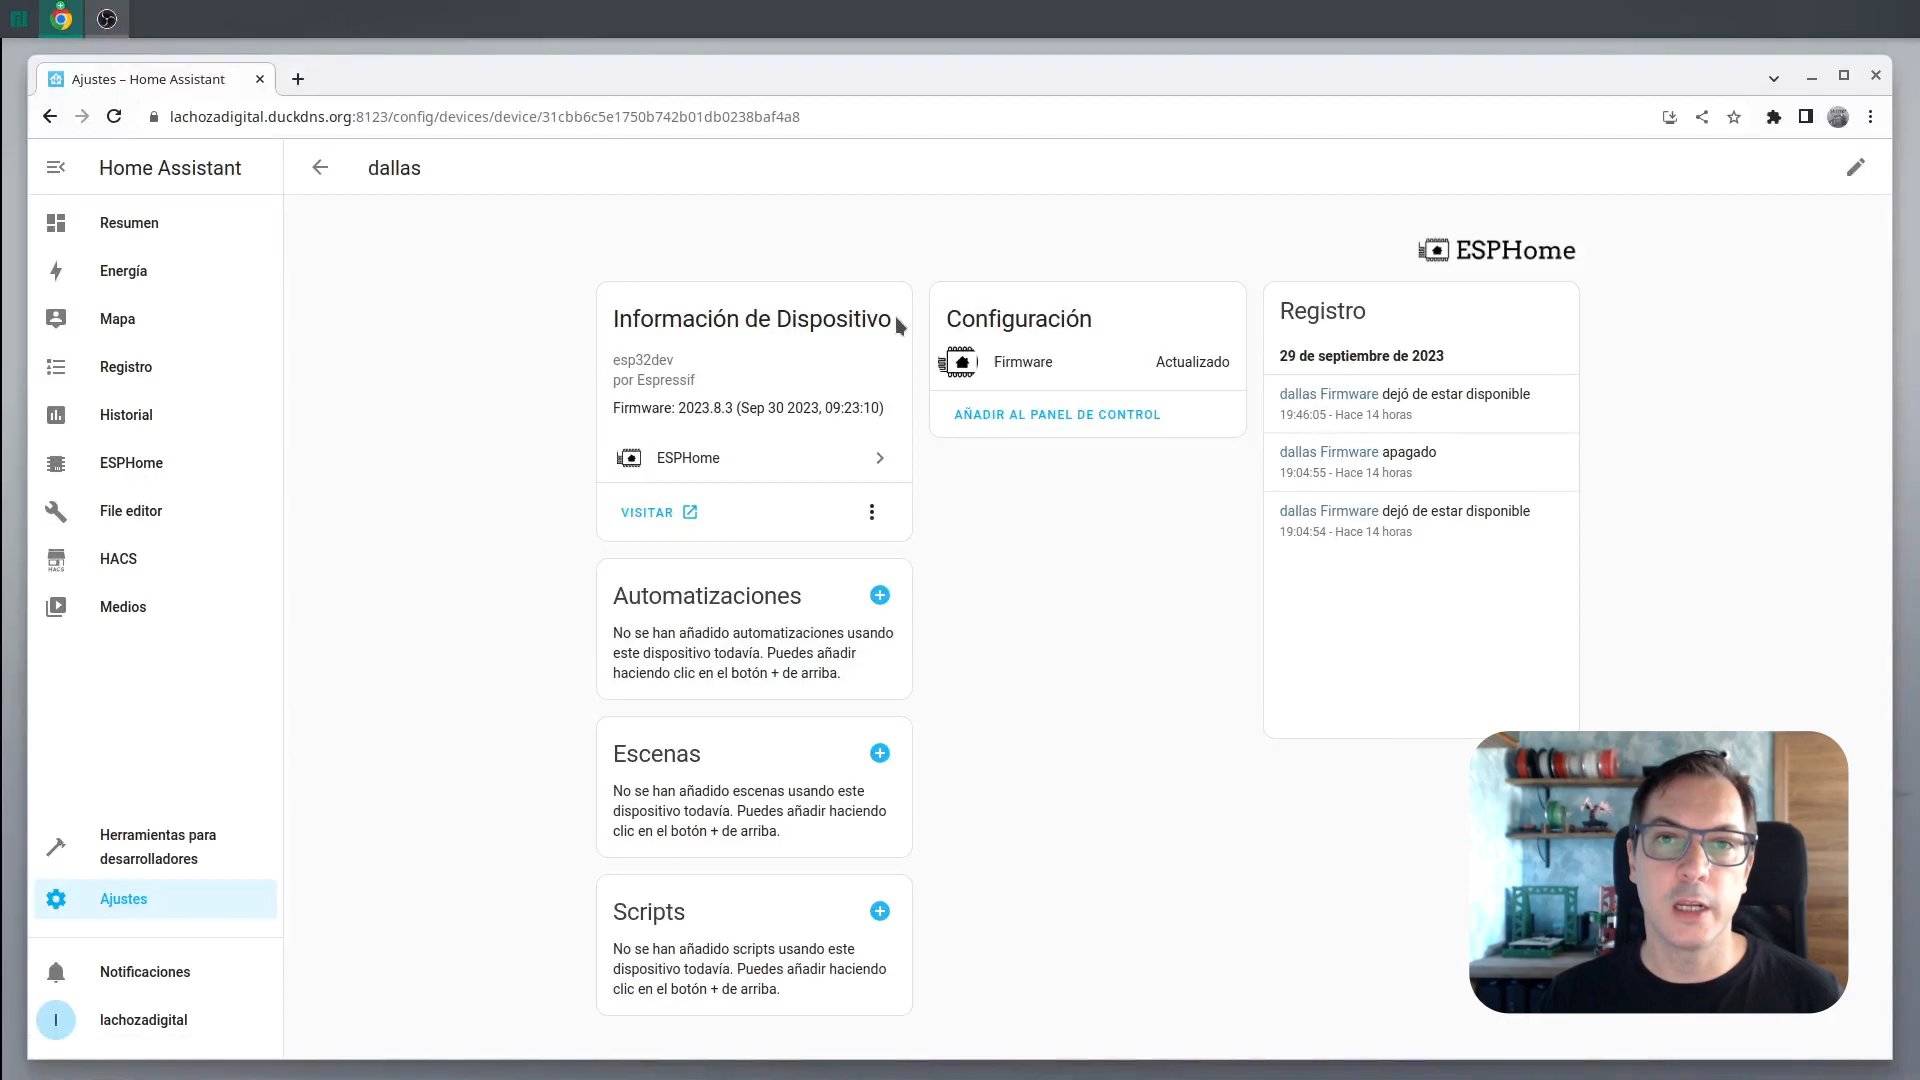 Ajustes – Home Assistant
lachozadigital.duckdns.org:8123/config/devices/device/31cbb6c5e1750b742b01db0238baf4a8
Home Assistant
dallas
Resumen
Energía
Mapa
Registro
Historial
ESPHome
File editor
HACS
HACS
Medios
Herramientas para
desarrolladores
Ajustes
Notificaciones
l
lachozadigital
ESPHome
Información de Dispositivo
esp32dev
por Espressif
Firmware: 2023.8.3 (Sep 30 2023, 09:23:10)
ESPHome
VISITAR
Automatizaciones
No se han añadido automatizaciones usando
este dispositivo todavía. Puedes añadir
haciendo clic en el botón + de arriba.
Escenas
No se han añadido escenas usando este
dispositivo todavía. Puedes añadir haciendo
clic en el botón + de arriba.
Scripts
No se han añadido scripts usando este
dispositivo todavía. Puedes añadir haciendo
clic en el botón + de arriba.
Configuración
Firmware Actualizado
AÑADIR AL PANEL DE CONTROL
Registro
29 de septiembre de 2023
dallas Firmware dejó de estar disponible
19:46:05 - Hace 14 horas
dallas Firmware apagado
19:04:55 - Hace 14 horas
dallas Firmware dejó de estar disponible
19:04:54 - Hace 14 horas